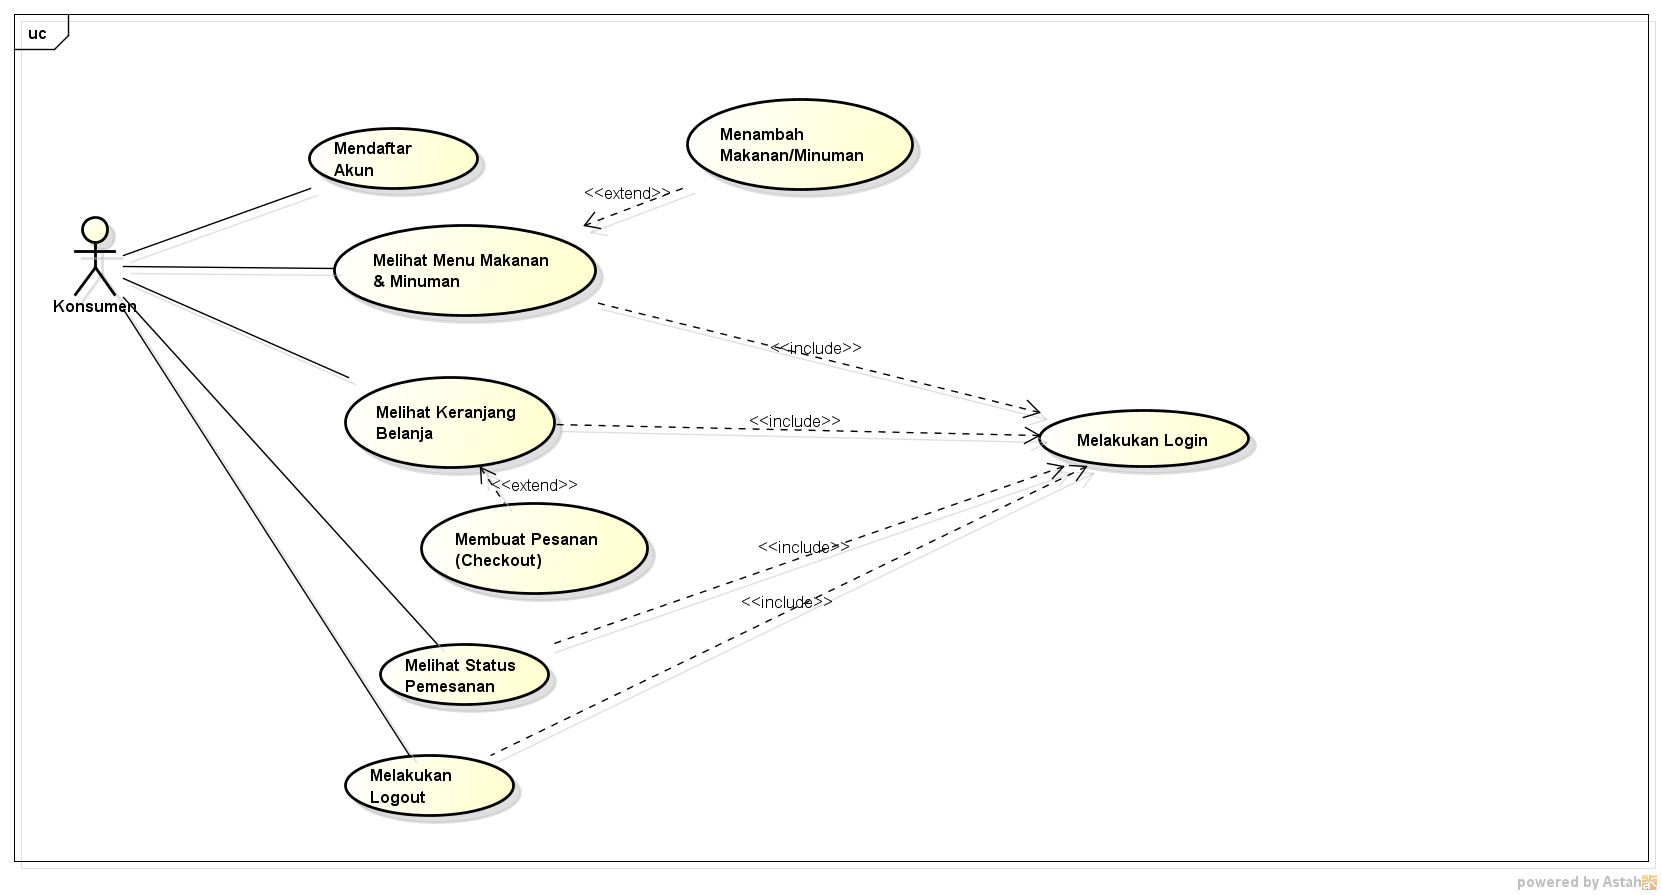 uc
Mendaftar
Akun
Menambah
Makanan/Minuman
<<extend>>
Melihat Menu Makanan
& Minuman
Konsumen
<<include>>
Melihat Keranjang
Belanja
<<include>>
Melakukan Login
<<extend>>
Membuat Pesanan
(Checkout)
<<include>>
<<include>>
Melihat Status
Pemesanan
Melakukan
Logout
powered by Astah